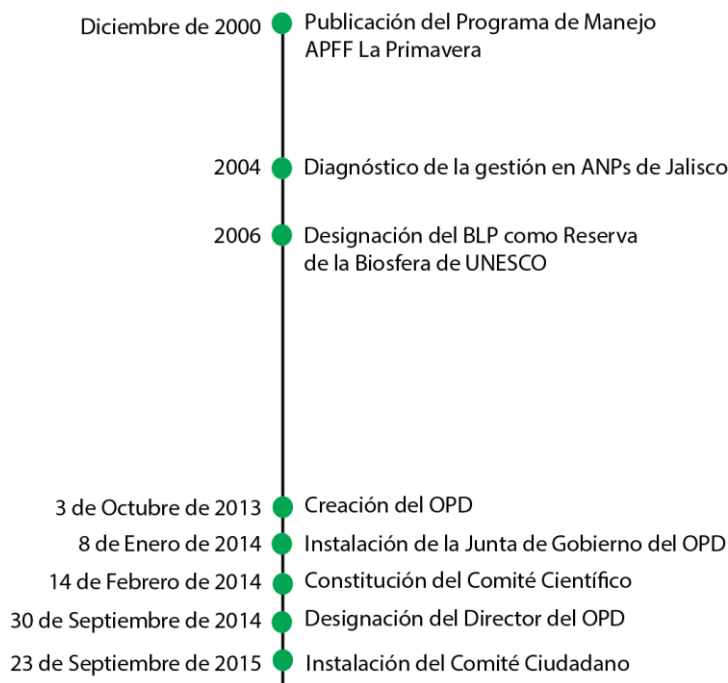 Diciembre de 2000
Publicación del Programa de Manejo
APFF La Primavera
2004
Diagnóstico de la gestión en ANPs de Jalisco
2006
Designación del BLP como Reserva
de la Biosfera de UNESCO
3 de Octubre de 2013
Creación del OPD
8 de Enero de 2014
Instalación de la Junta de Gobierno del OPD
14 de Febrero de 2014
Constitución del Comité Científico
30 de Septiembre de 2014
Designación del Director del OPD
23 de Septiembre de 2015
Instalación del Comité Ciudadano